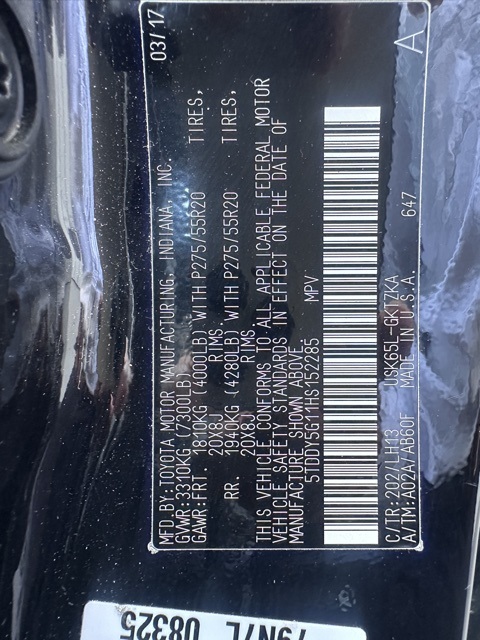 MFD.BY:TOYOTA MOTOR MANUFACTURING, INDIANA, INC. 03/17
GVWR:3310KG (7300LB)
GAWR:FRT. 1810KG (4000LB) WITH P275/55R20 TIRES,
20X8J RIMS.
RR. 1940KG (4280LB) WITH P275/55R20 TIRES,
20X8J RIMS.
THIS VEHICLE CONFORMS TO ALL APPLICABLE FEDERAL MOTOR
VEHICLE SAFETY STANDARDS IN EFFECT ON THE DATE OF
MANUFACTURE SHOWN ABOVE.
5TDDY5G11HS152285 MPV
C/TR:202/LH13 USK65L-GKTZKA 647 A
A/TM:A02A/AB60F MADE IN U.S.A.
79N7L
08325